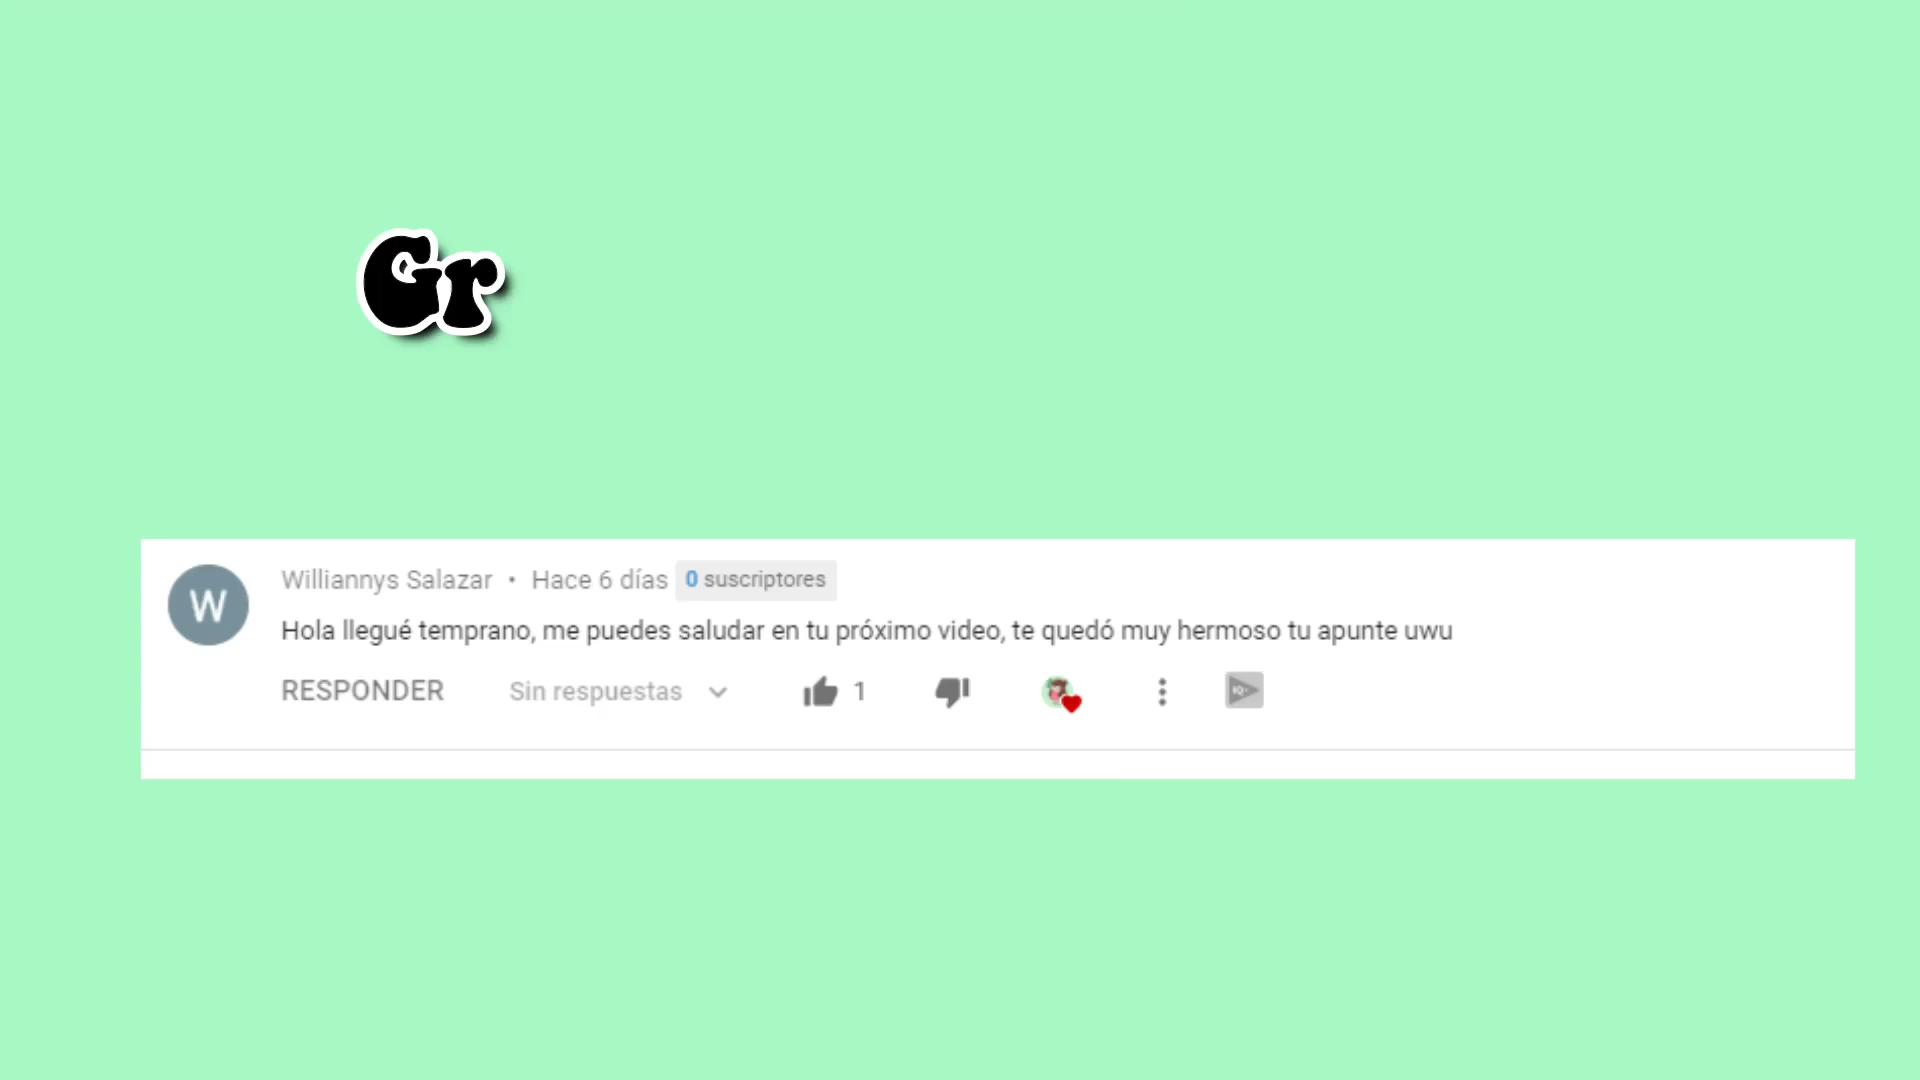 Gr
W
Williannys Salazar • Hace 6 días 0 suscriptores
Hola llegué temprano, me puedes saludar en tu próximo video, te quedó muy hermoso tu apunte uwu
RESPONDER Sin respuestas 1